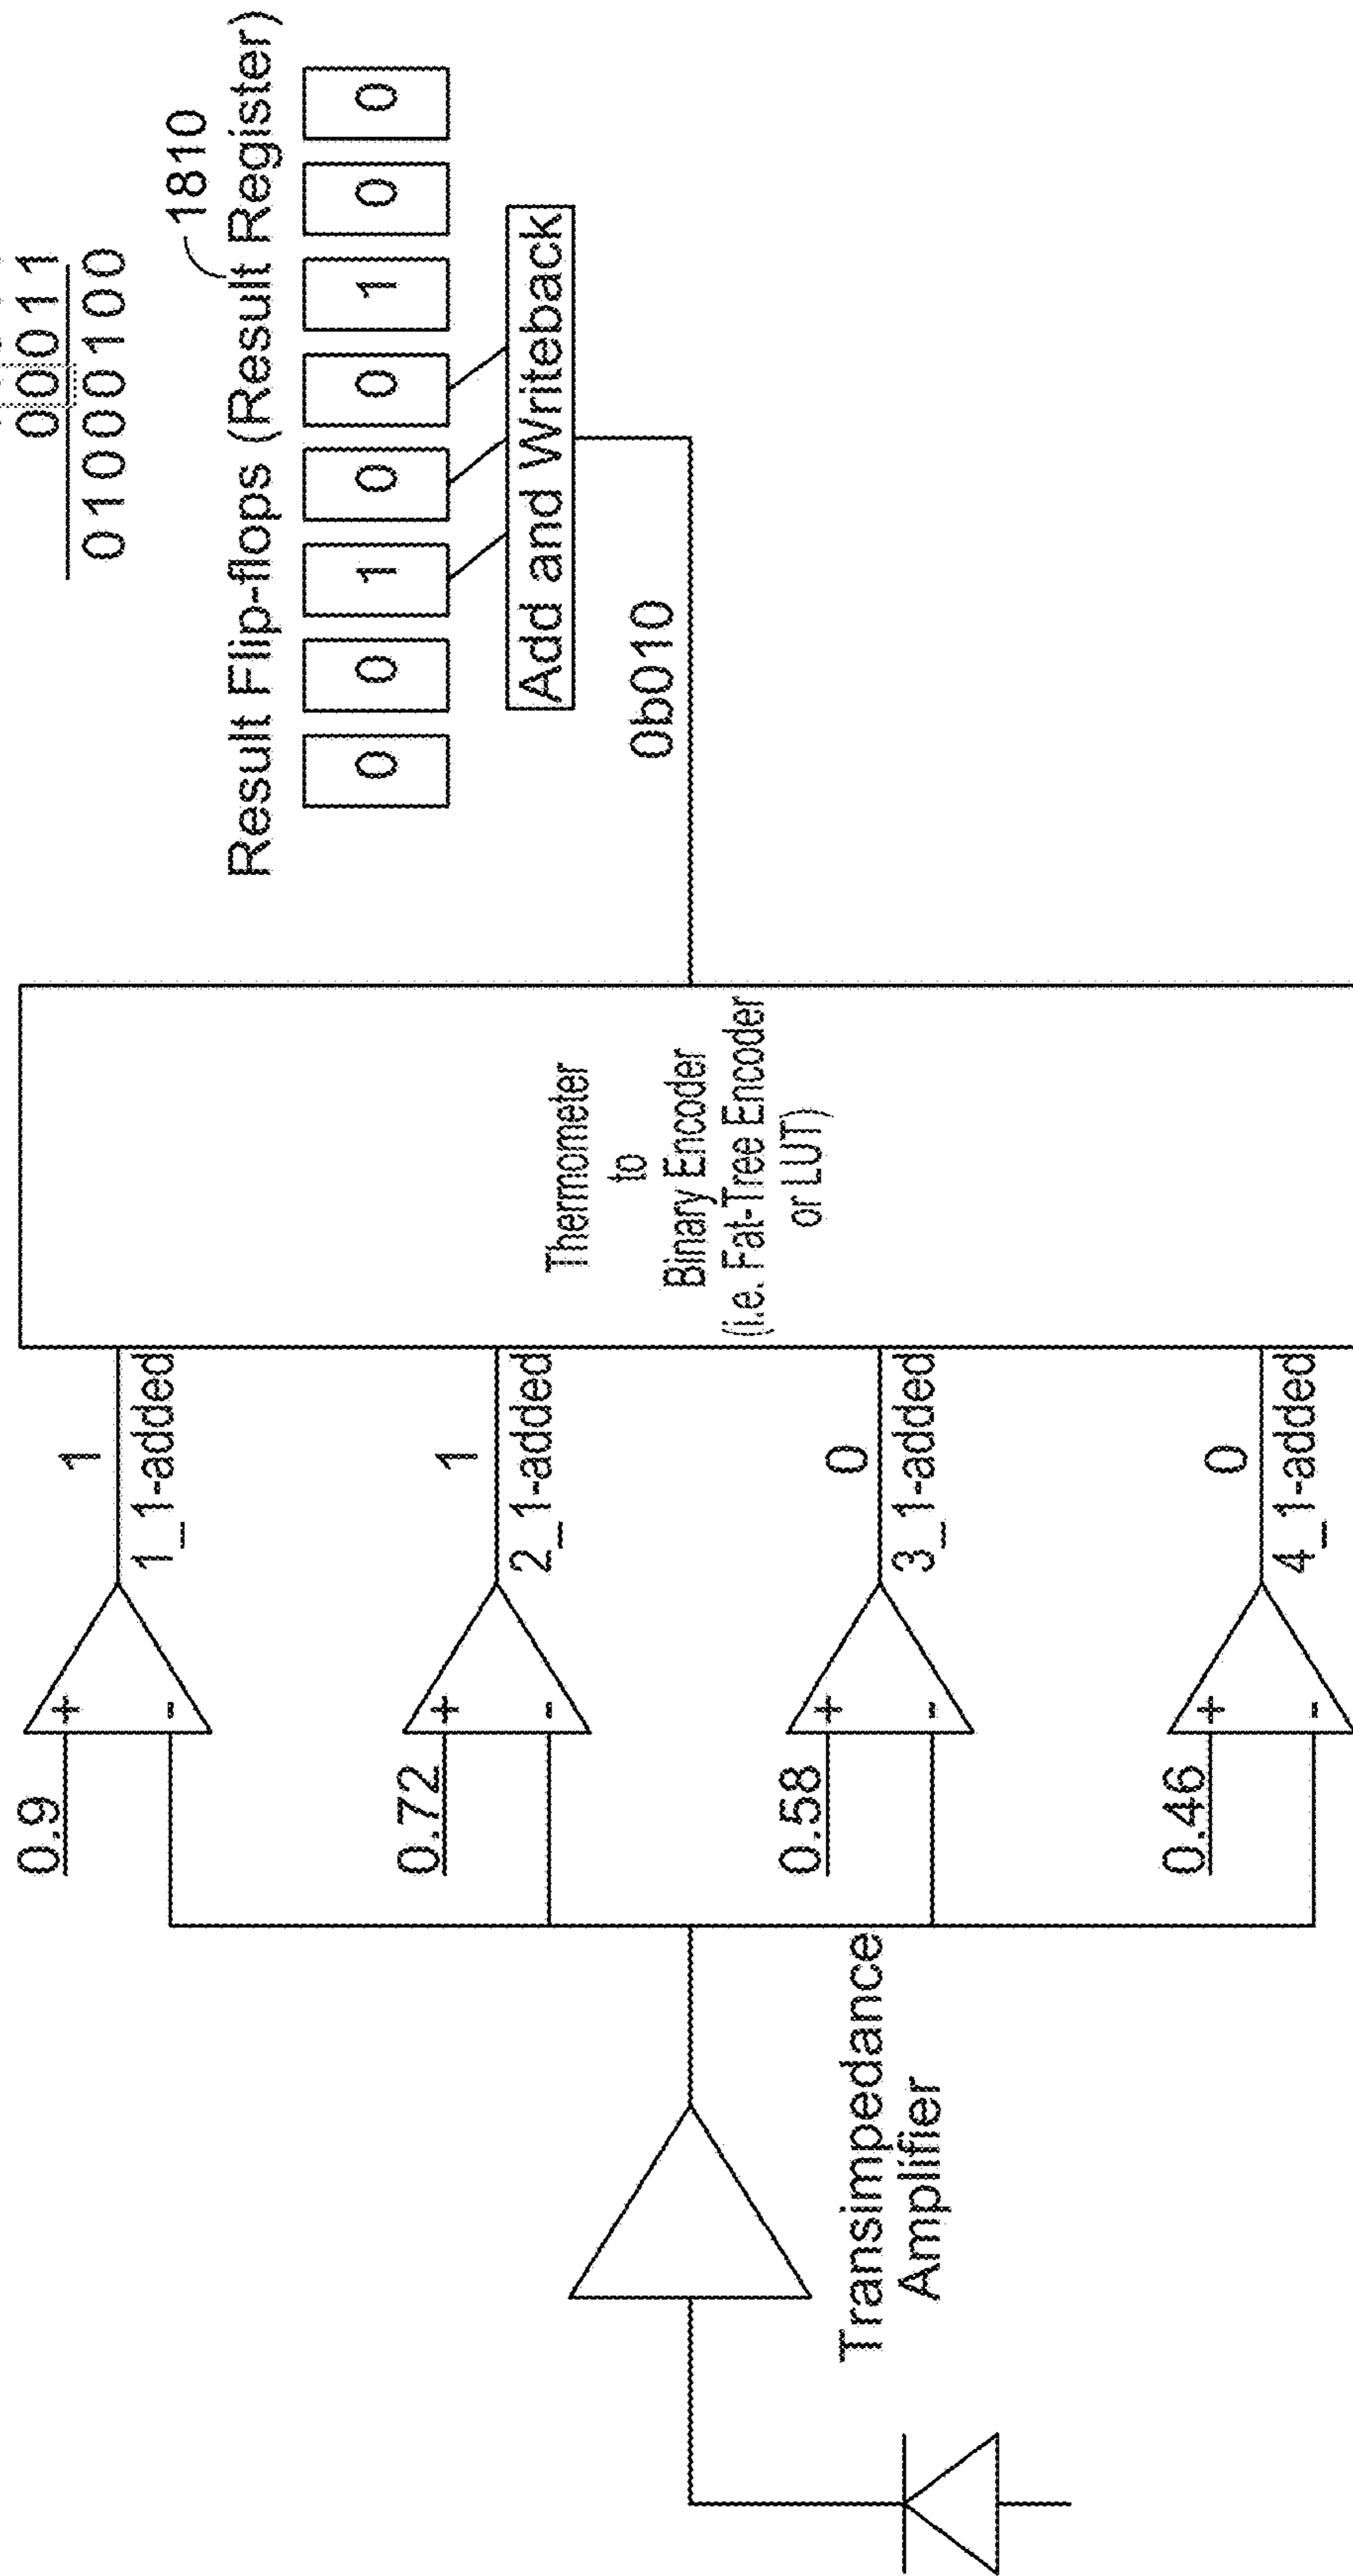 00011
01000100
1810
Result Flip-flops (Result Register)
0 0 1 0 0 1 0 0
Add and Writeback
0b010
0.9
+
-
1
1_1-added
0.72
+
-
1
2_1-added
0.58
+
-
0
3_1-added
0.46
+
-
0
4_1-added
Thermometer
to
Binary Encoder
(i.e. Fat-Tree Encoder
or LUT)
Transimpedance
Amplifier